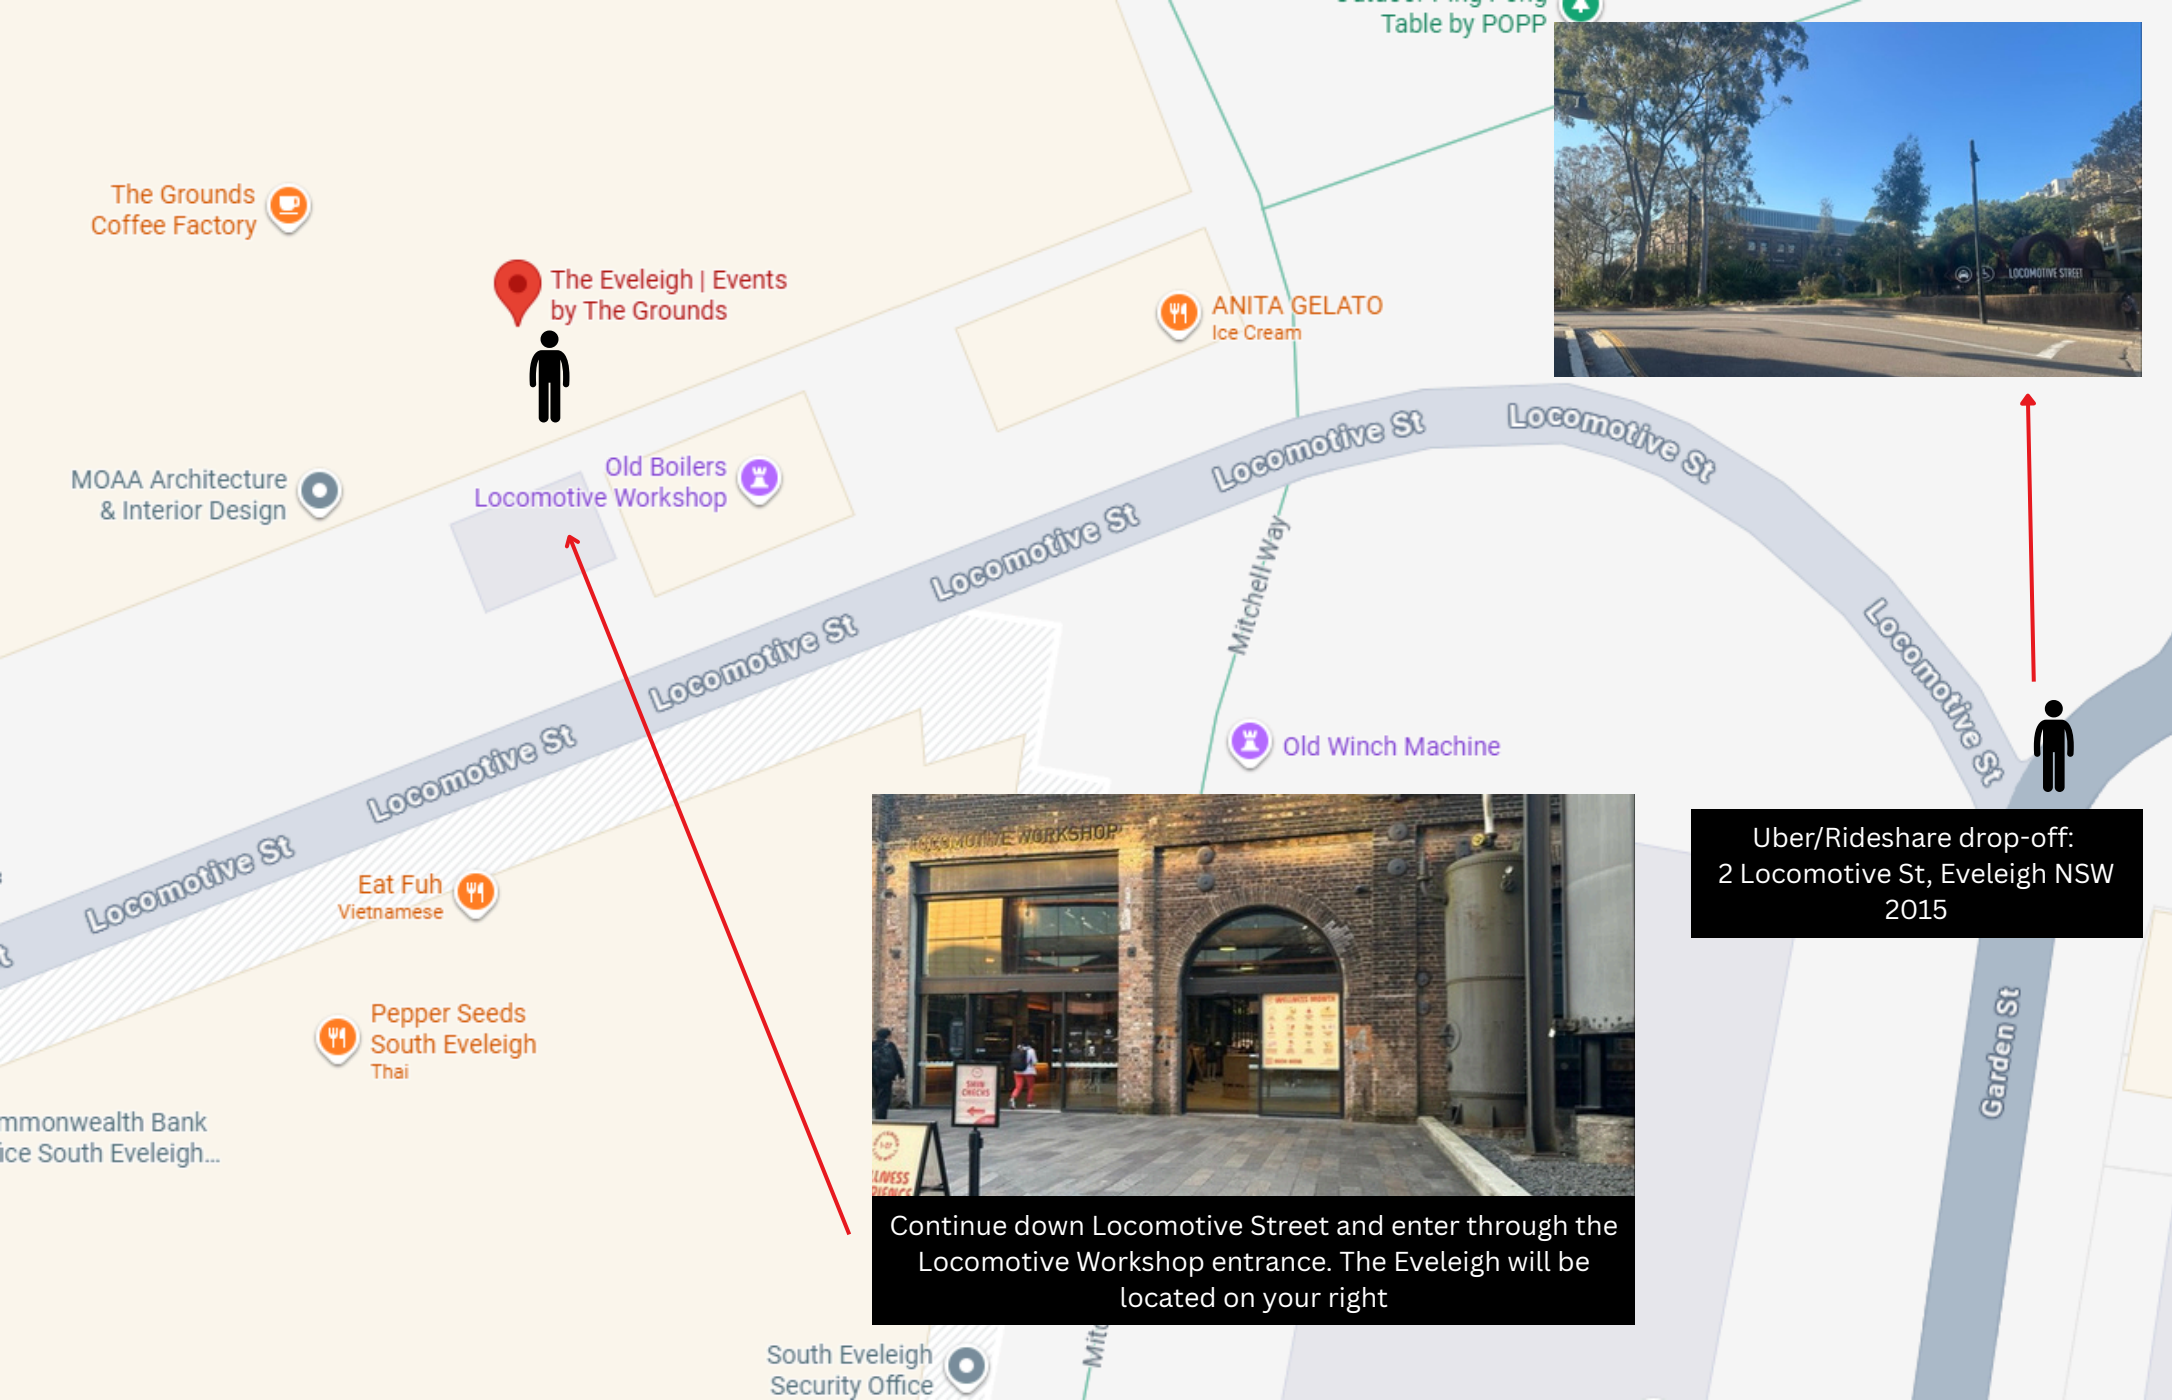 Table by POPP
The Grounds
Coffee Factory
The Eveleigh | Events
by The Grounds
ANITA GELATO
Ice Cream
LOCOMOTIVE STREET
Locomotive St
Locomotive St
MOAA Architecture
& Interior Design
Old Boilers
Locomotive Workshop
Locomotive St
Mitchell Way
Locomotive St
Locomotive St
Locomotive St
Locomotive St
Old Winch Machine
LOCOMOTIVE WORKSHOP
WELLNESS MONTH
SKIN
CHECKS
Uber/Rideshare drop-off:
2 Locomotive St, Eveleigh NSW
2015
Eat Fuh
Vietnamese
Pepper Seeds
South Eveleigh
Thai
Garden St
mmonwealth Bank
ice South Eveleigh...
Continue down Locomotive Street and enter through the
Locomotive Workshop entrance. The Eveleigh will be
located on your right
South Eveleigh
Security Office
Mitc